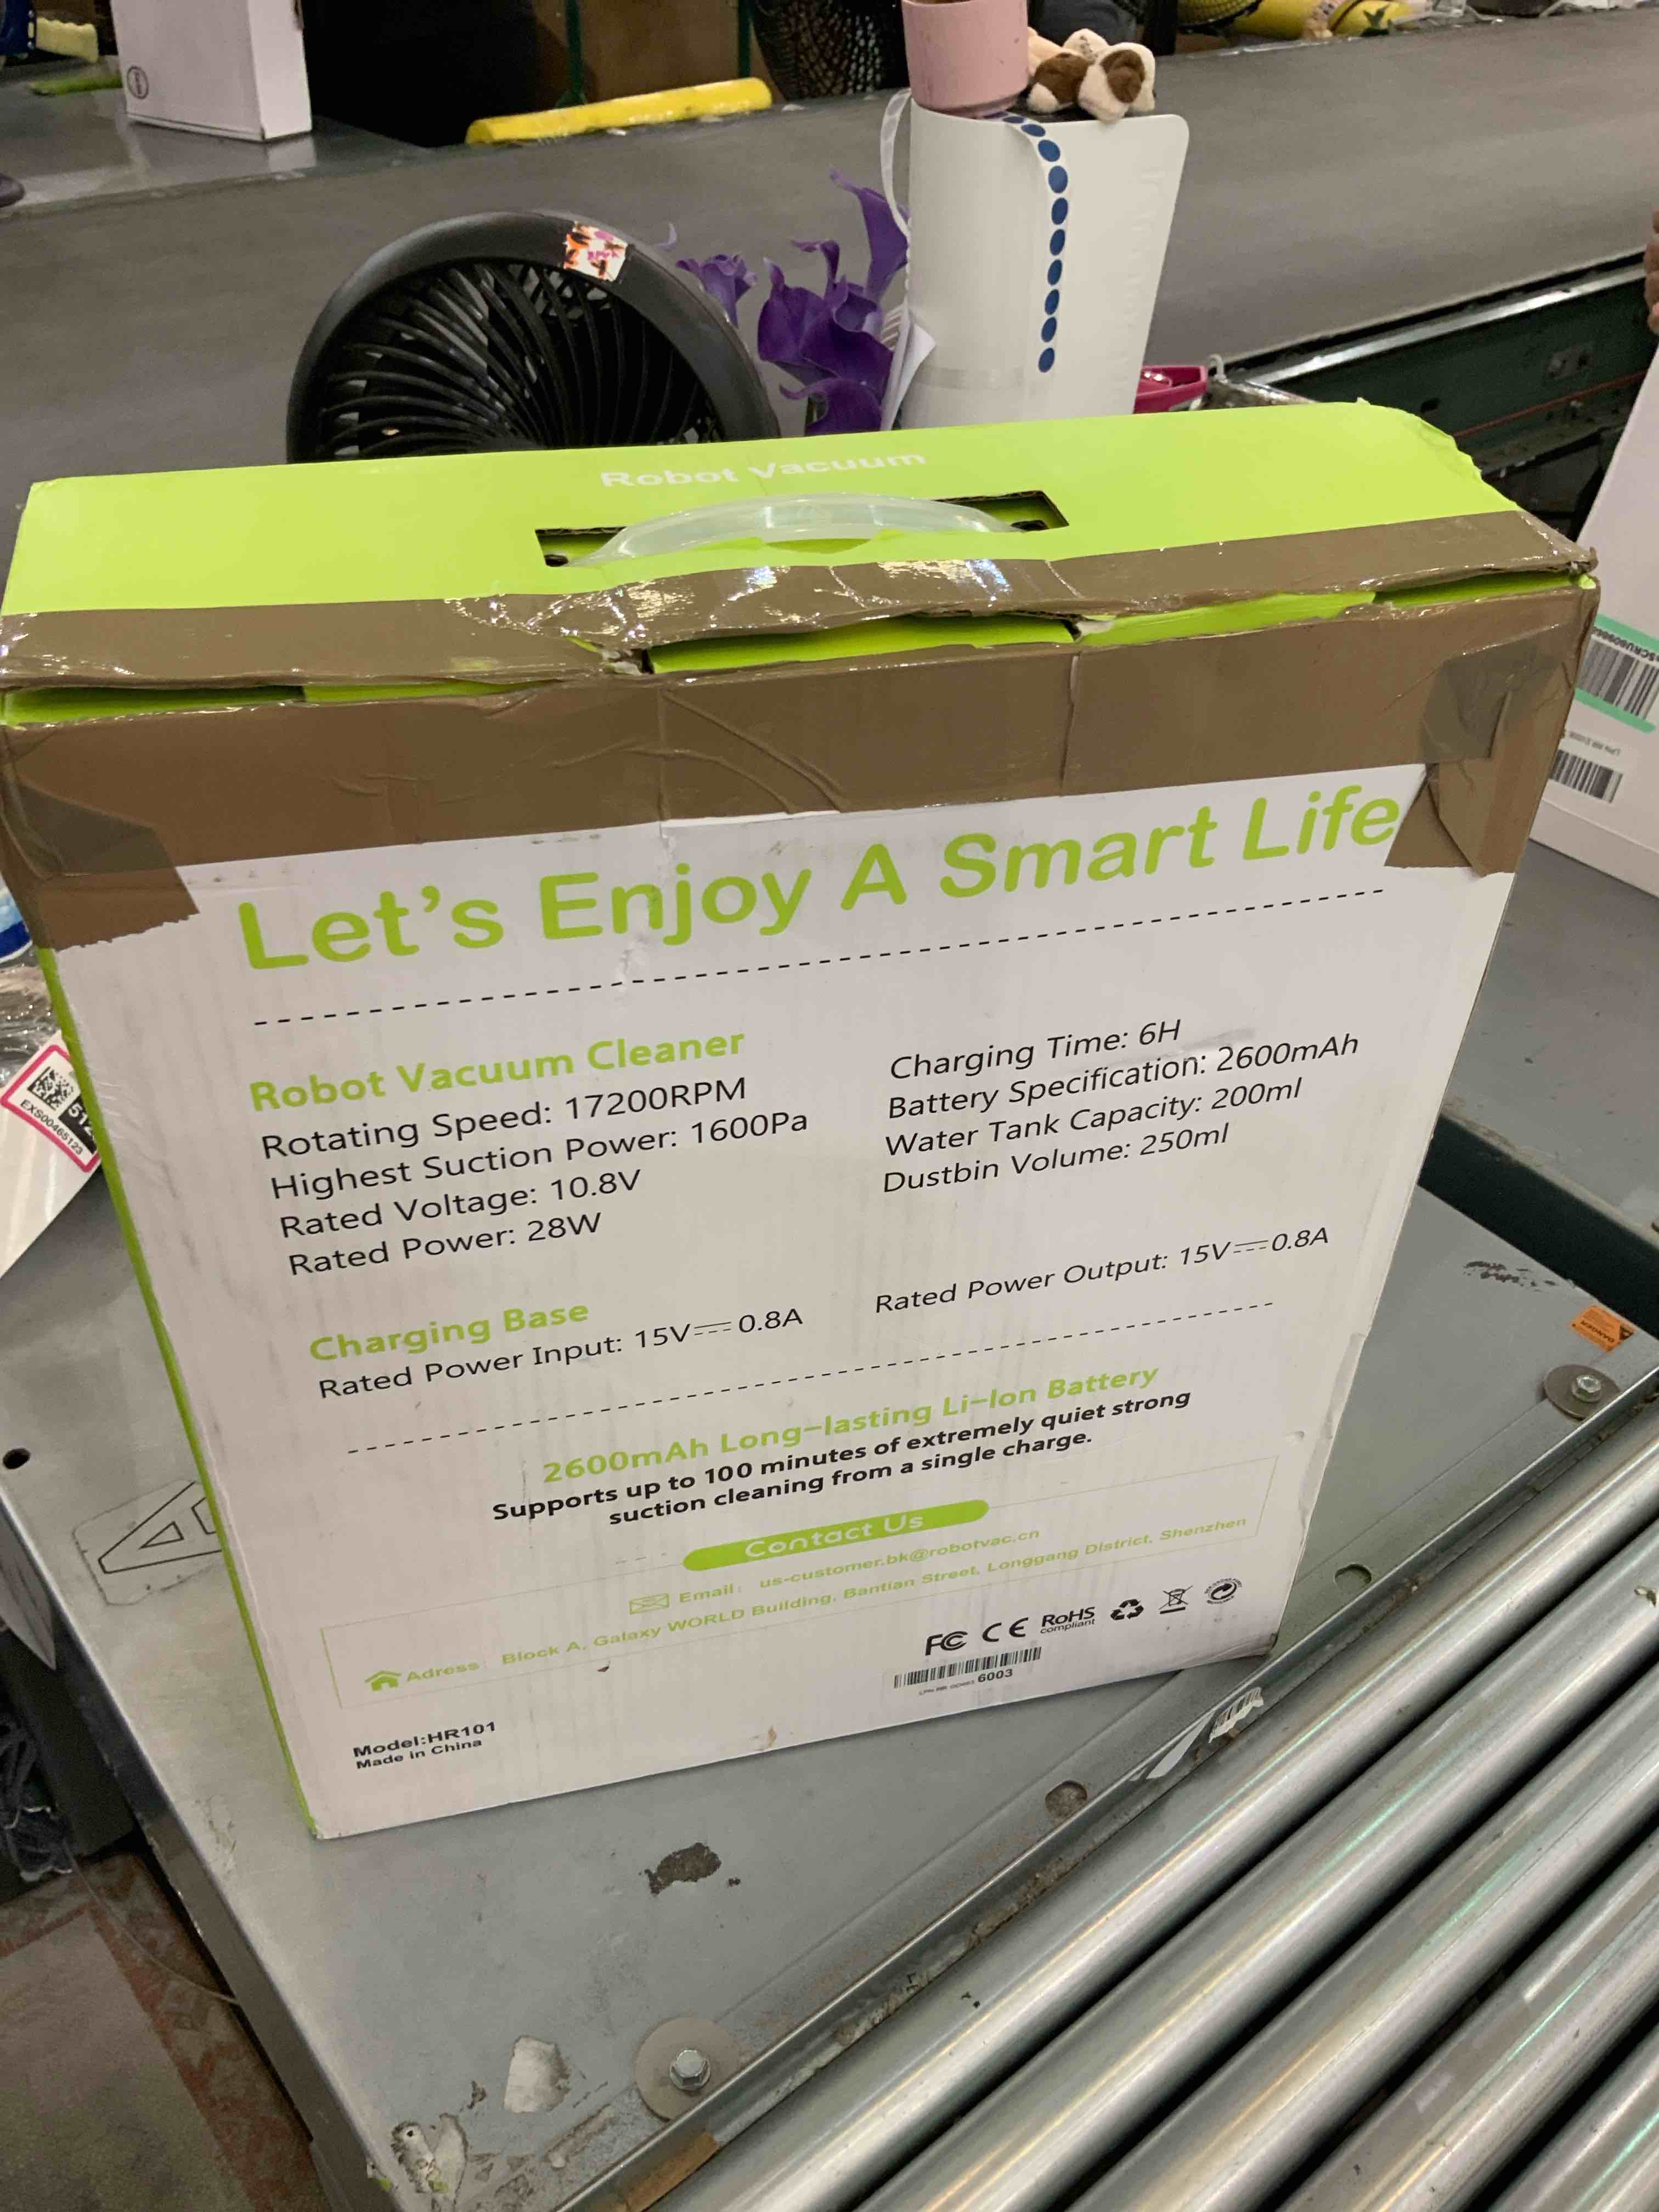 Robot Vacuum
Let's Enjoy A Smart Life
Robot Vacuum Cleaner
Rotating Speed: 17200RPM
Highest Suction Power: 1600Pa
Rated Voltage: 10.8V
Rated Power: 28W
Charging Time: 6H
Battery Specification: 2600mAh
Water Tank Capacity: 200ml
Dustbin Volume: 250ml
Charging Base
Rated Power Input: 15V⎓0.8A
Rated Power Output: 15V⎓0.8A
2600mAh Long-lasting Li-Ion Battery
Supports up to 100 minutes of extremely quiet strong
suction cleaning from a single charge.
Contact Us
Email: us-customer.bk@robotvac.cn
Adress Block A, Galaxy WORLD Building, Bantian Street, Longgang District, Shenzhen
FC CE RoHS
compliant
6003
Model:HR101
Made in China
EXS00465123
512
DANGER